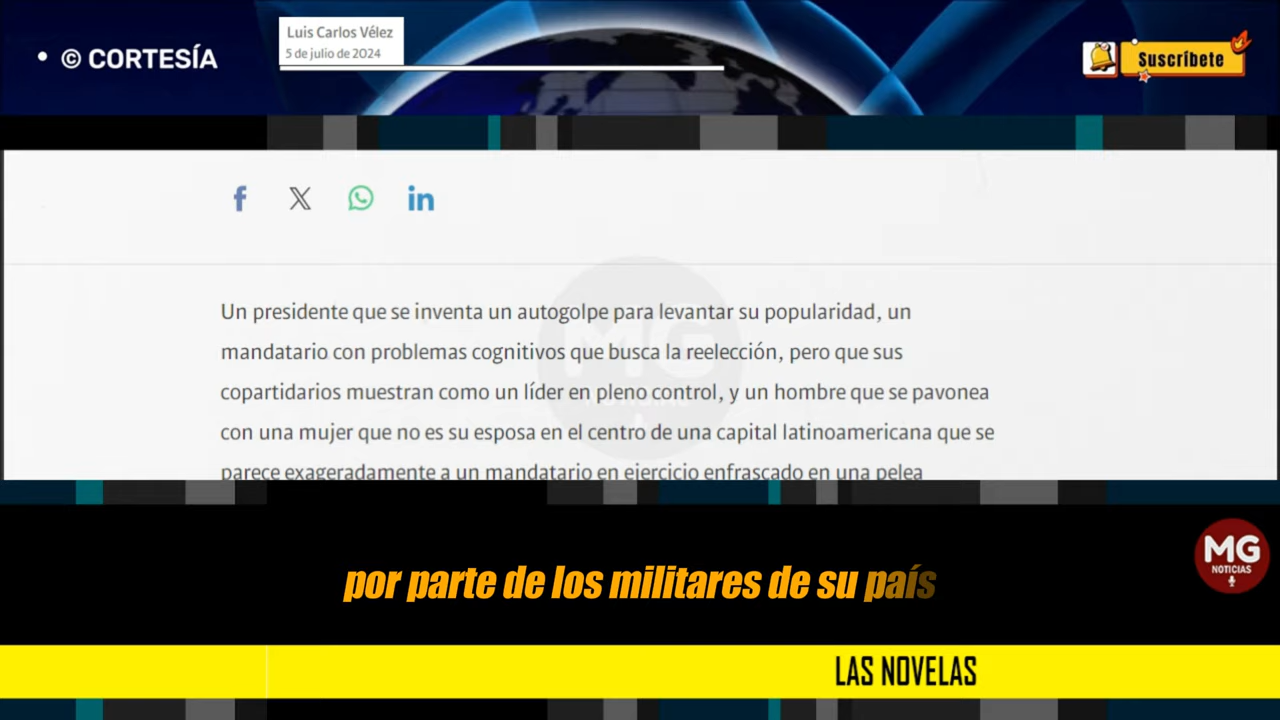 • © CORTESÍA
Luis Carlos Vélez
5 de julio de 2024
Suscríbete
Un presidente que se inventa un autogolpe para levantar su popularidad, un
mandatario con problemas cognitivos que busca la reelección, pero que sus
copartidarios muestran como un líder en pleno control, y un hombre que se pavonea
con una mujer que no es su esposa en el centro de una capital latinoamericana que se
parece exageradamente a un mandatario en ejercicio enfrascado en una pelea
MG
por parte de los militares de su país
MG
NOTICIAS
LAS NOVELAS